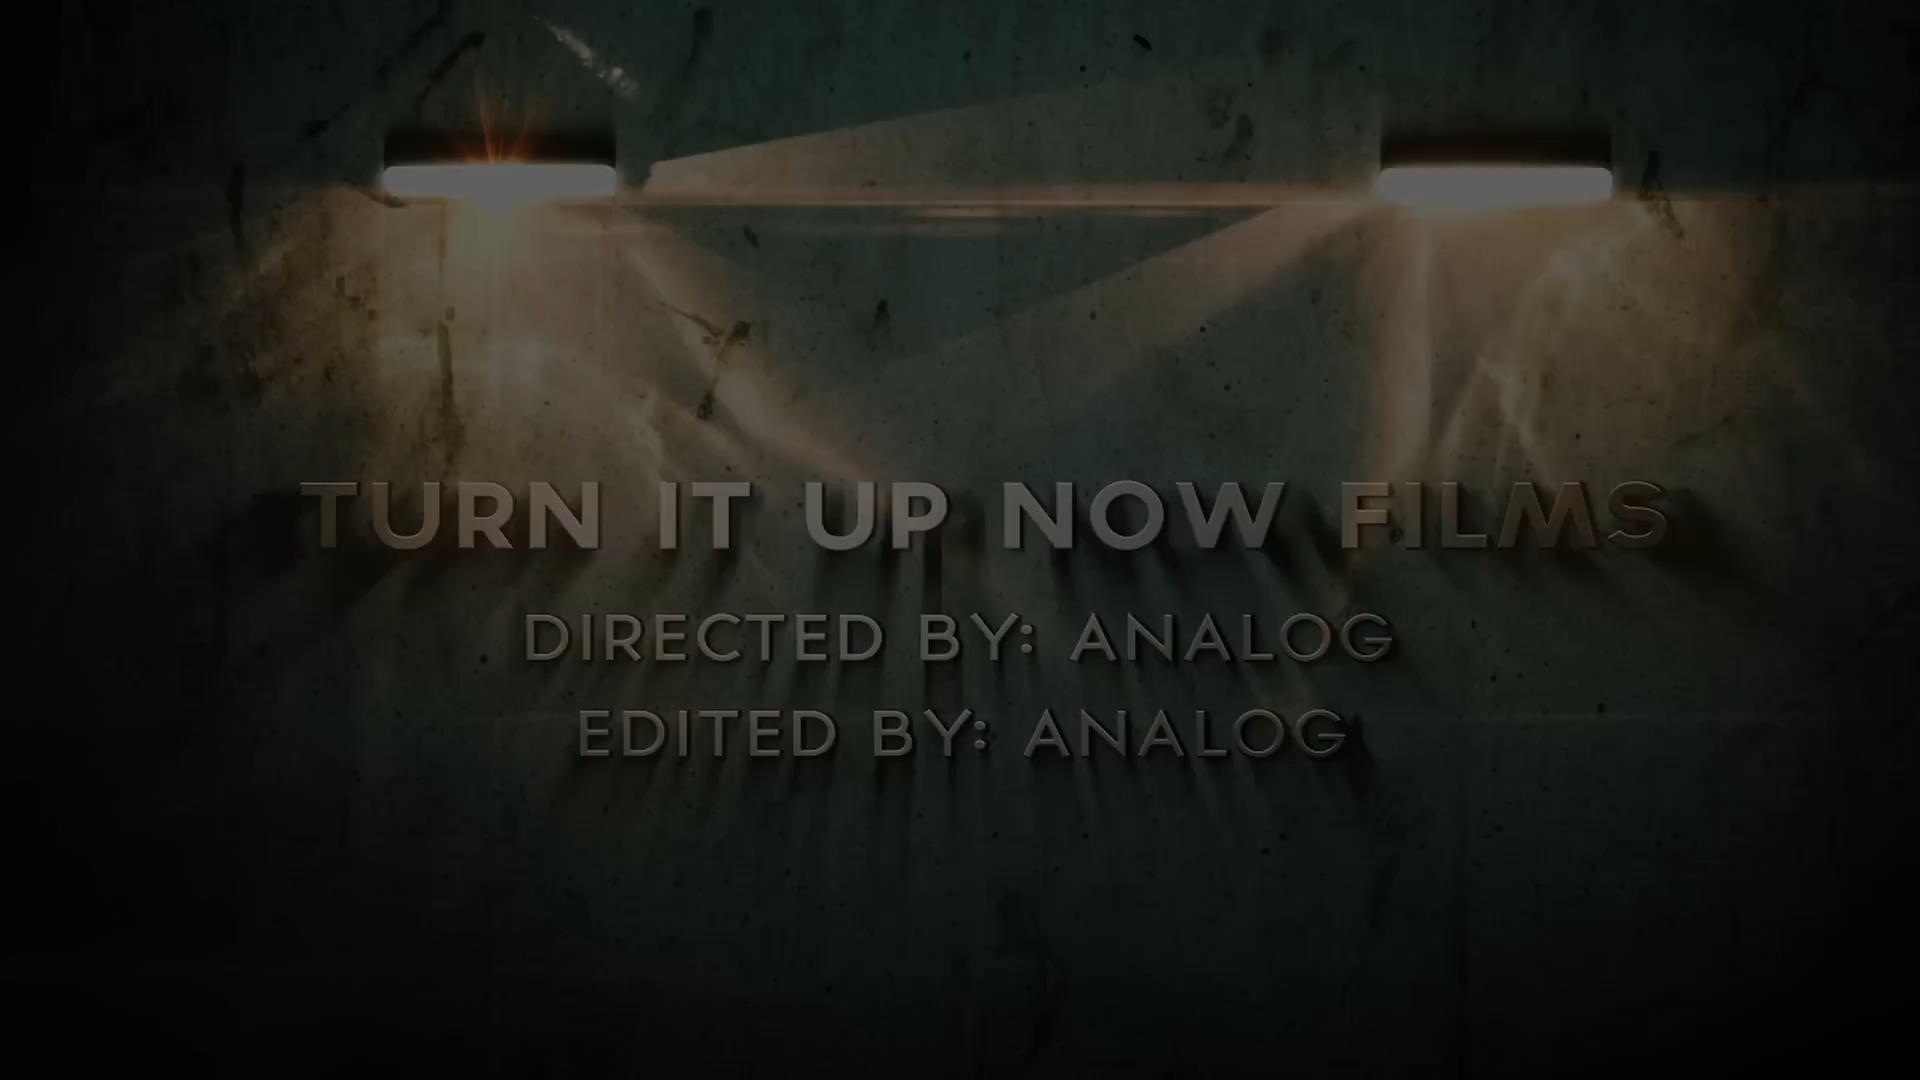 TURN IT UP NOW FILMS
DIRECTED BY: ANALOG
EDITED BY: ANALOG